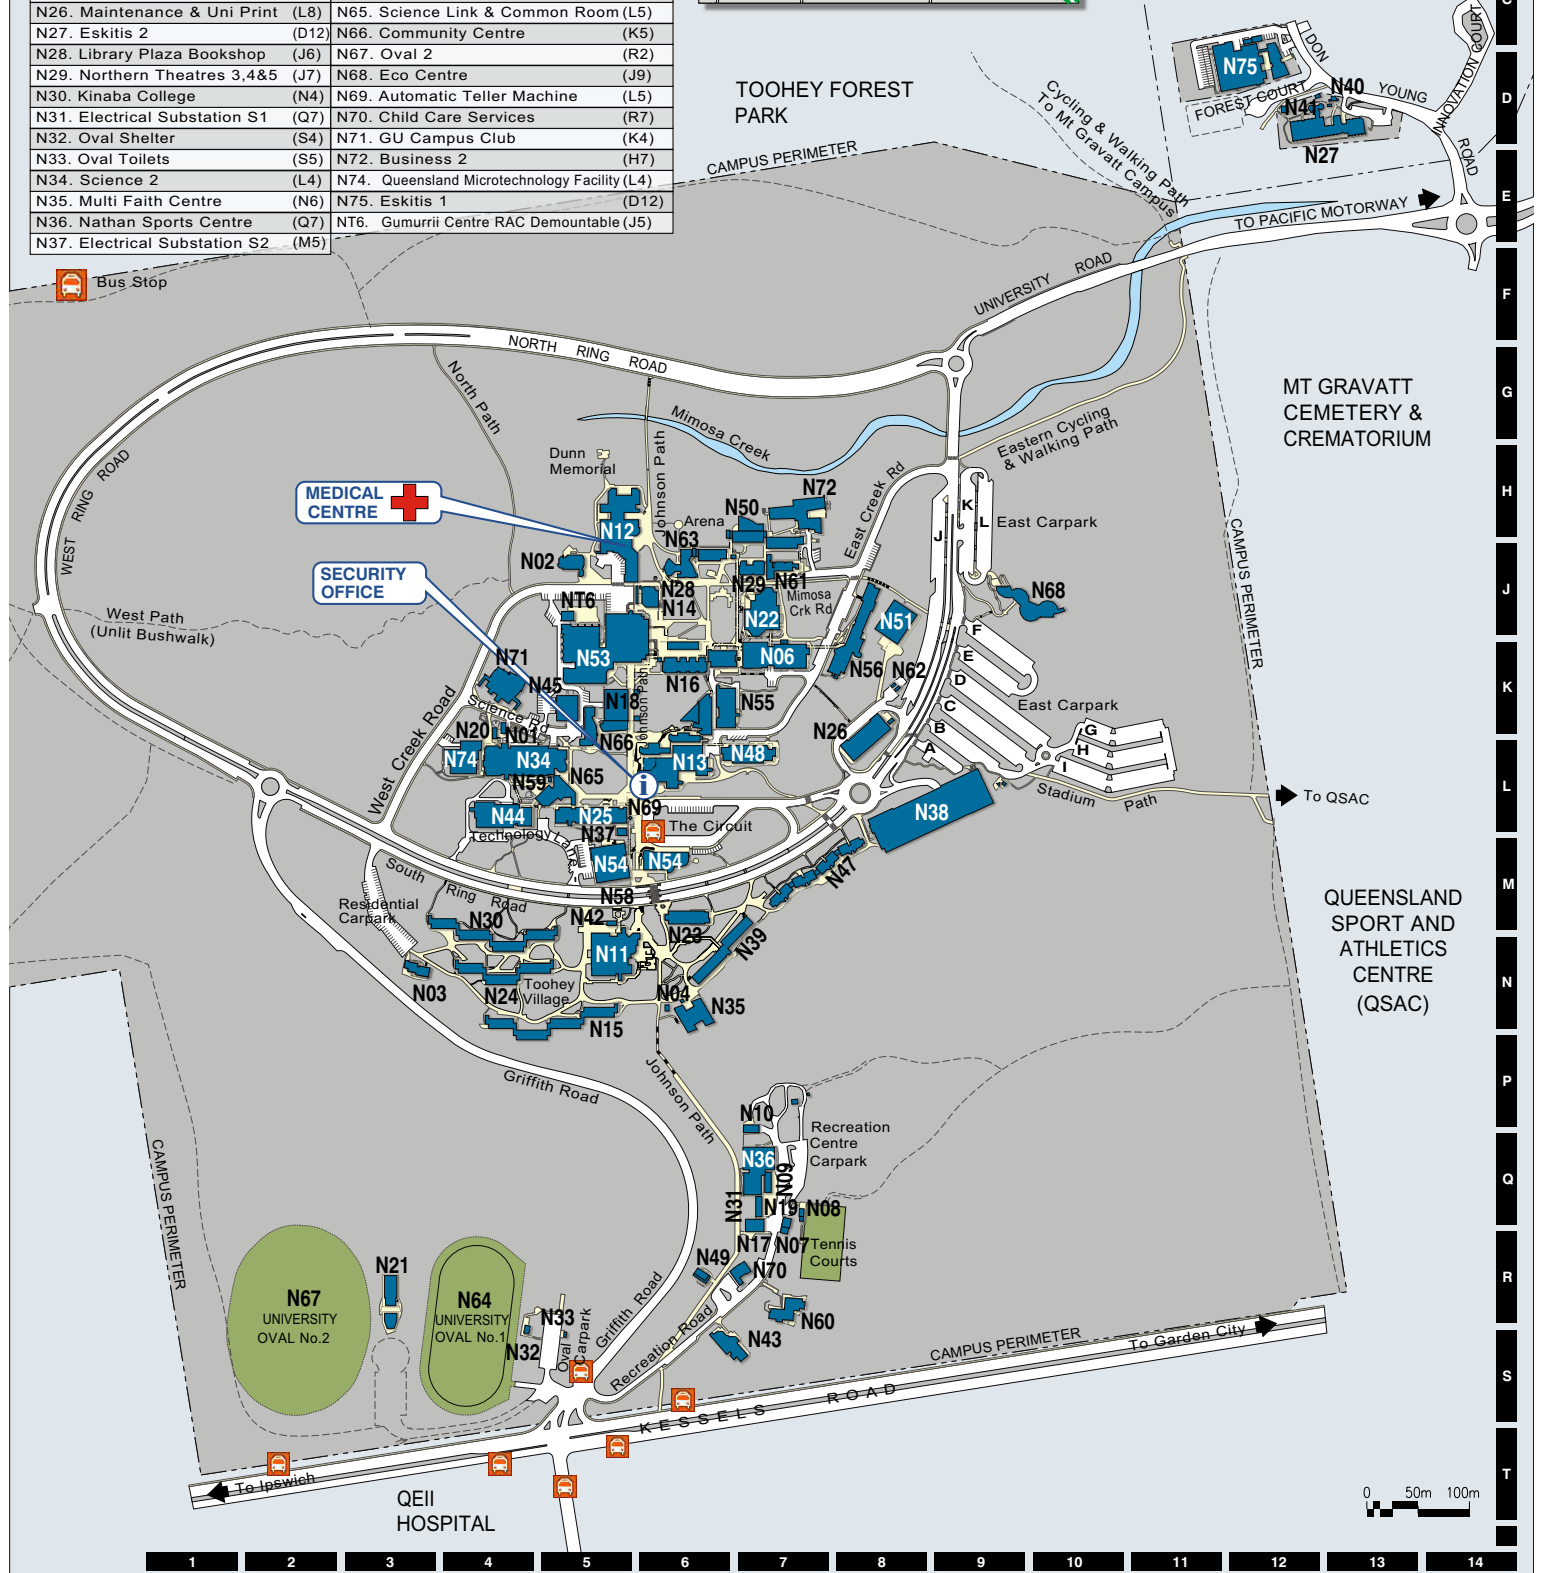 N26. Maintenance & Uni Print (L8)
N27. Eskitis 2 (D12)
N28. Library Plaza Bookshop (J6)
N29. Northern Theatres 3,4&5 (J7)
N30. Kinaba College (N4)
N31. Electrical Substation S1 (Q7)
N32. Oval Shelter (S4)
N33. Oval Toilets (S5)
N34. Science 2 (L4)
N35. Multi Faith Centre (N6)
N36. Nathan Sports Centre (Q7)
N37. Electrical Substation S2 (M5)
N65. Science Link & Common Room (L5)
N66. Community Centre (K5)
N67. Oval 2 (R2)
N68. Eco Centre (J9)
N69. Automatic Teller Machine (L5)
N70. Child Care Services (R7)
N71. GU Campus Club (K4)
N72. Business 2 (H7)
N74. Queensland Microtechnology Facility (L4)
N75. Eskitis 1 (D12)
NT6. Gumurrii Centre RAC Demountable (J5)
Bus Stop
TOOHEY FOREST
PARK
CAMPUS PERIMETER
Cycling & Walking Path
To Mt Gravatt Campus
N75
DON
YOUNG
ROAD
INNOVATION COURT
FOREST COURT
N40
N41
N27
TO PACIFIC MOTORWAY
UNIVERSITY ROAD
NORTH RING ROAD
WEST RING ROAD
North Path
Mimosa Creek
Johnson Path
Eastern Cycling
& Walking Path
MT GRAVATT
CEMETERY &
CREMATORIUM
Dunn
Memorial
MEDICAL
CENTRE
SECURITY
OFFICE
N12
N02
Arena
N63
N50
N72
East Creek Rd
K
L
J
East Carpark
CAMPUS PERIMETER
N28
N14
N29
N61
Mimosa
Crk Rd
N22
N51
N68
NT6
N53
N06
N56
N62
N16
West Path
(Unlit Bushwalk)
N71
N45
N18
Johnson Path
N55
N66
Science Rd
N20
N01
N74
N34
N59
N65
N13
N48
N26
F
E
D
C
B
A
East Carpark
G
H
I
Stadium Path
To QSAC
West Creek Road
N44
N25
N69
i
The Circuit
N37
Technology Lane
N54
N54
N38
N47
N58
South Ring Road
Residential
Carpark
N30
N42
N23
N39
N11
N03
N24
Toohey
Village
N04
N35
N15
QUEENSLAND
SPORT AND
ATHLETICS
CENTRE
(QSAC)
Griffith Road
Johnson Path
N10
Recreation
Centre
Carpark
N36
N09
N31
N19
N08
N17
N07
Tennis
Courts
N49
N70
N60
N43
CAMPUS PERIMETER
N67
UNIVERSITY
OVAL No.2
N21
N64
UNIVERSITY
OVAL No.1
N33
N32
Oval
Carpark
Griffith Road
Recreation Road
CAMPUS PERIMETER
To Garden City
KESSELS ROAD
To Ipswich
QEII
HOSPITAL
0 50m 100m
C
D
E
F
G
H
J
K
L
M
N
P
Q
R
S
T
1 2 3 4 5 6 7 8 9 10 11 12 13 14